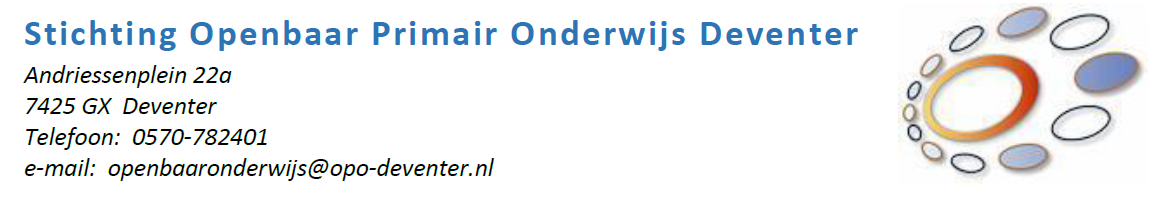 Stichting Openbaar Primair Onderwijs Deventer
Andriessenplein 22a
7425 GX  Deventer
Telefoon:  0570-782401
e-mail:  openbaaronderwijs@opo-deventer.nl